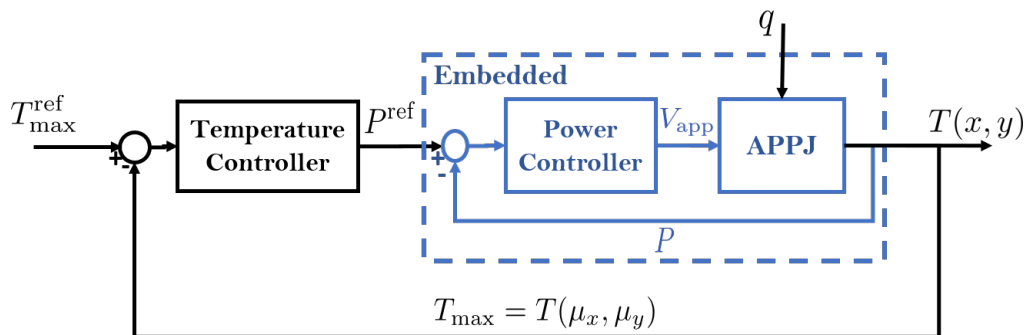 q
Embedded
T_max^ref
+
-
Temperature
Controller
P^ref
+
-
Power
Controller
V_app
APPJ
T(x, y)
P
T_max = T(μ_x, μ_y)